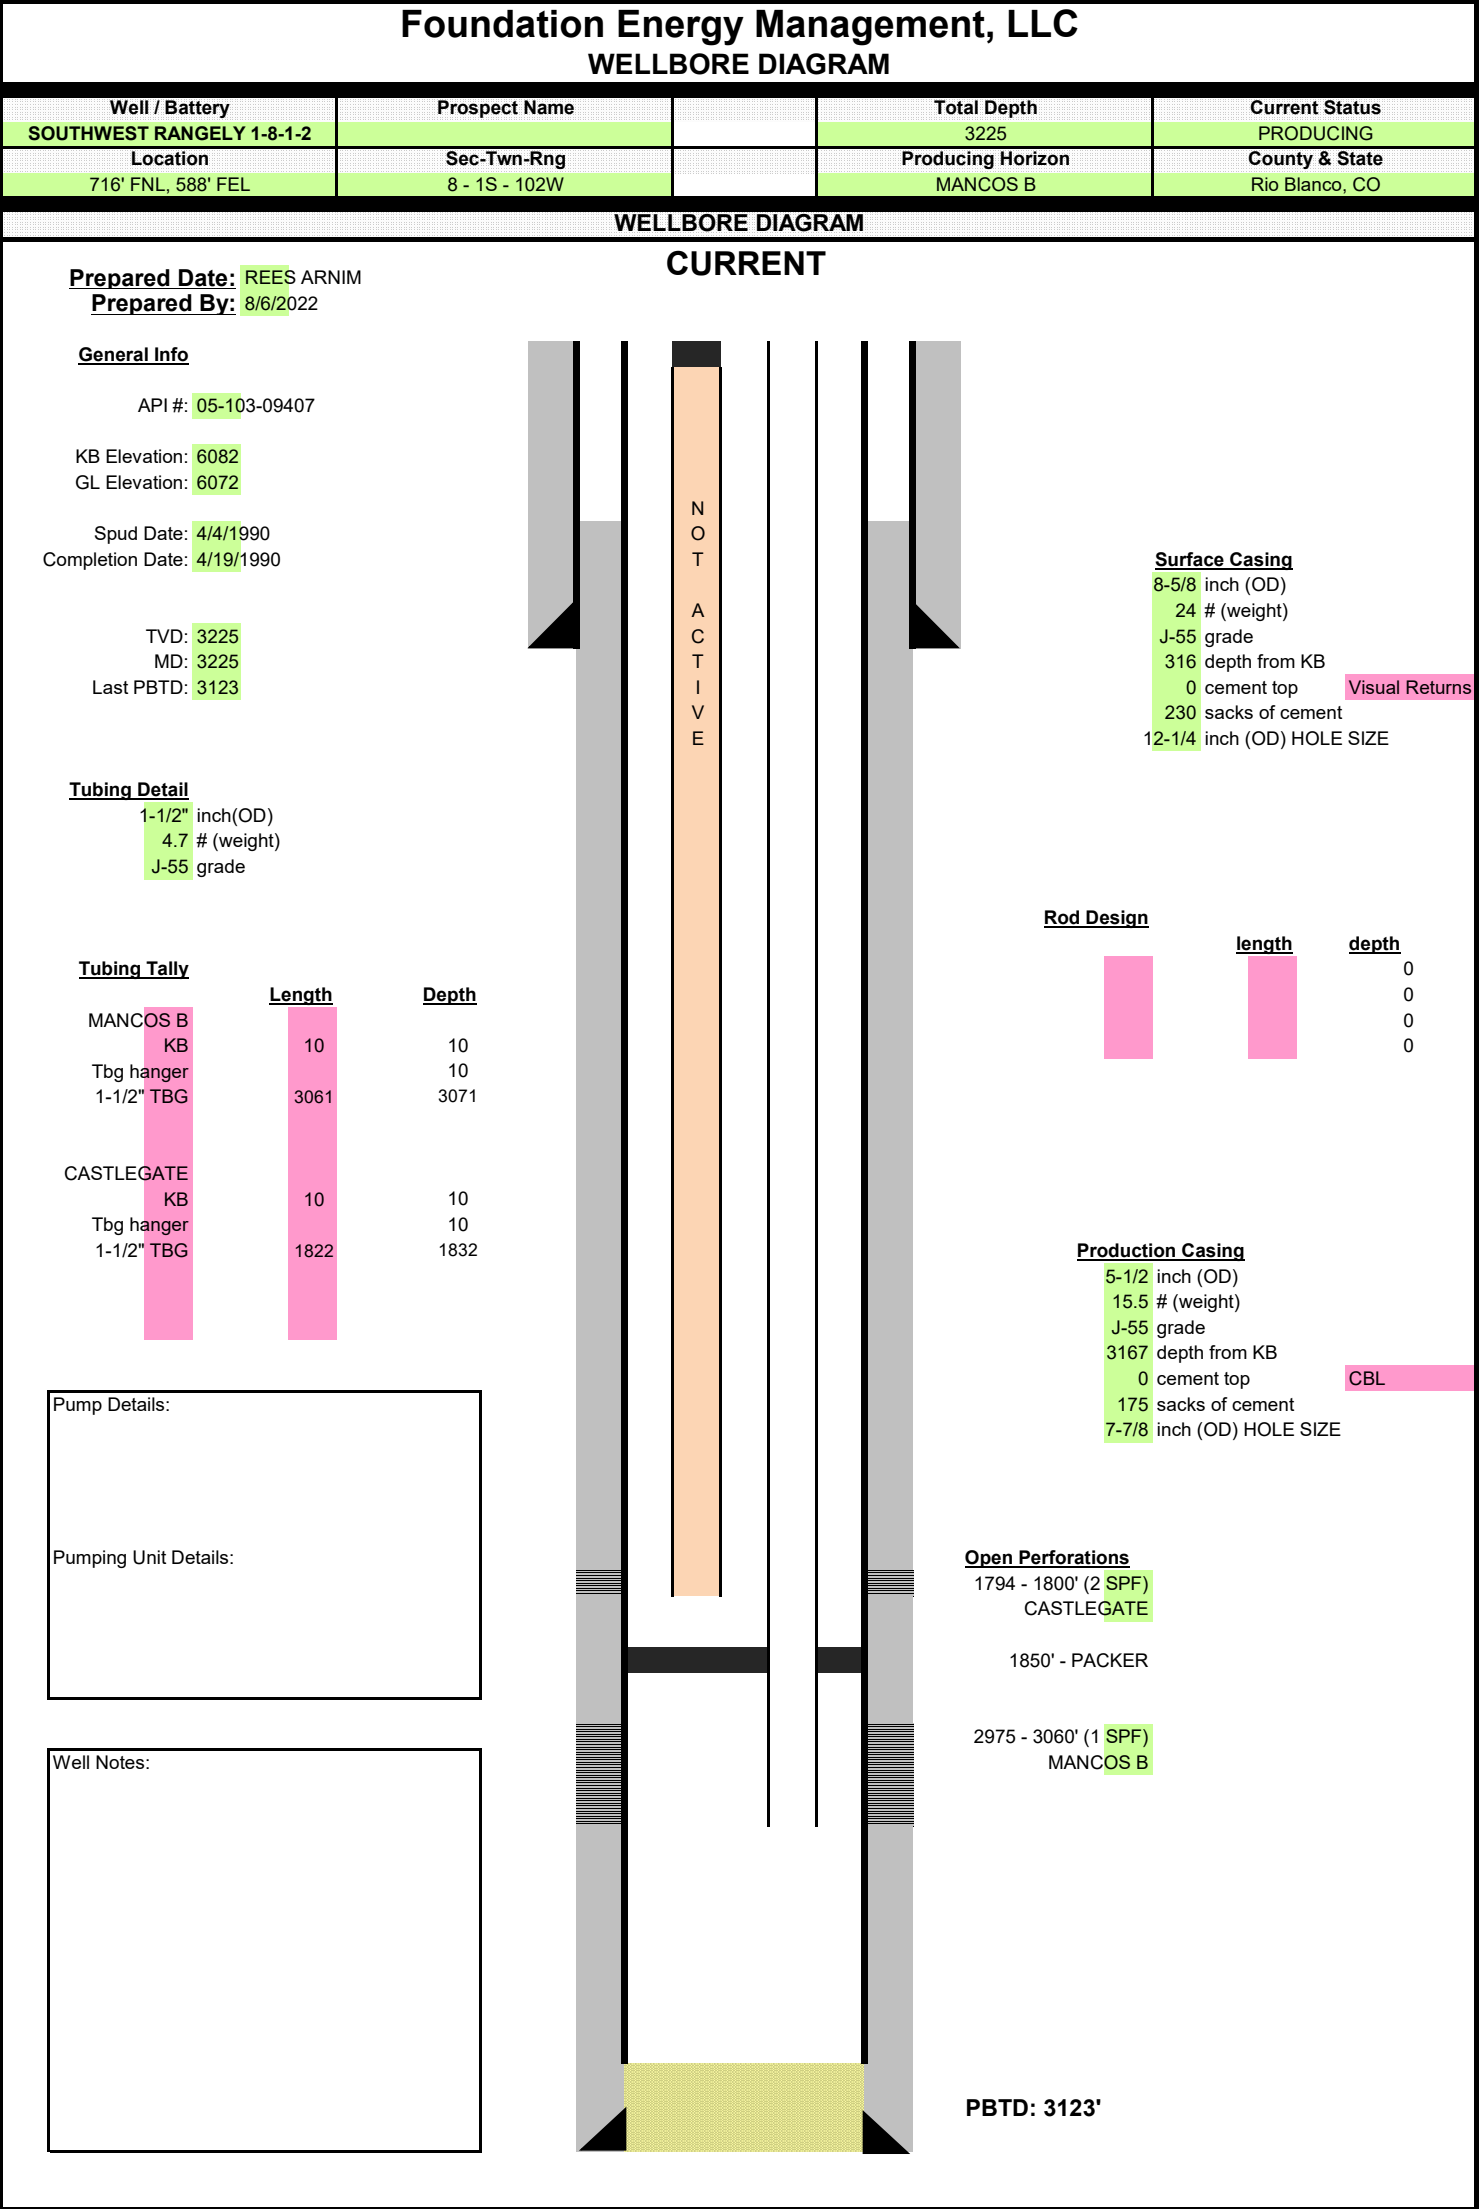 Foundation Energy Management, LLC
WELLBORE DIAGRAM
Well / Battery Prospect Name Total Depth Current Status
SOUTHWEST RANGELY 1-8-1-2 3225 PRODUCING
Location Sec-Twn-Rng Producing Horizon County & State
716' FNL, 588' FEL 8 - 1S - 102W MANCOS B Rio Blanco, CO
WELLBORE DIAGRAM
CURRENT
Prepared Date: REES ARNIM
Prepared By: 8/6/2022
General Info
API #: 05-103-09407
KB Elevation: 6082
GL Elevation: 6072
Spud Date: 4/4/1990
Completion Date: 4/19/1990
TVD: 3225
MD: 3225
Last PBTD: 3123
Tubing Detail
1-1/2" inch(OD)
4.7 # (weight)
J-55 grade
Tubing Tally
Length Depth
MANCOS B
KB 10 10
Tbg hanger 10
1-1/2" TBG 3061 3071
CASTLEGATE
KB 10 10
Tbg hanger 10
1-1/2" TBG 1822 1832
Pump Details:
Pumping Unit Details:
Well Notes:
N
O
T
A
C
T
I
V
E
Surface Casing
8-5/8 inch (OD)
24 # (weight)
J-55 grade
316 depth from KB
0 cement top Visual Returns
230 sacks of cement
12-1/4 inch (OD) HOLE SIZE
Rod Design
length depth
0
0
0
0
Production Casing
5-1/2 inch (OD)
15.5 # (weight)
J-55 grade
3167 depth from KB
0 cement top CBL
175 sacks of cement
7-7/8 inch (OD) HOLE SIZE
Open Perforations
1794 - 1800' (2 SPF)
CASTLEGATE
1850' - PACKER
2975 - 3060' (1 SPF)
MANCOS B
PBTD: 3123'